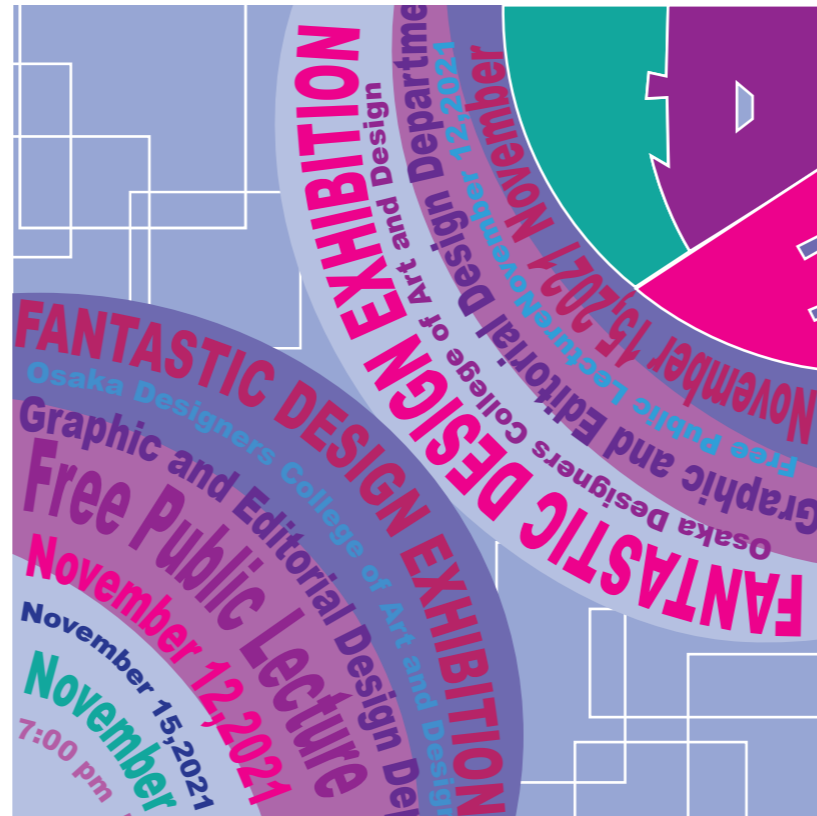 FANTASTIC DESIGN EXHIBITION
Osaka Designers College of Art and Design
Graphic and Editorial Design Departme
Free Public LectureNovember 12,2021
November 15,2021 November
FANTASTIC DESIGN EXHIBITION
Osaka Designers College of Art and Design
Graphic and Editorial Design De
Free Public Lecture
November 12,2021
November 15,2021
November
7:00 pm